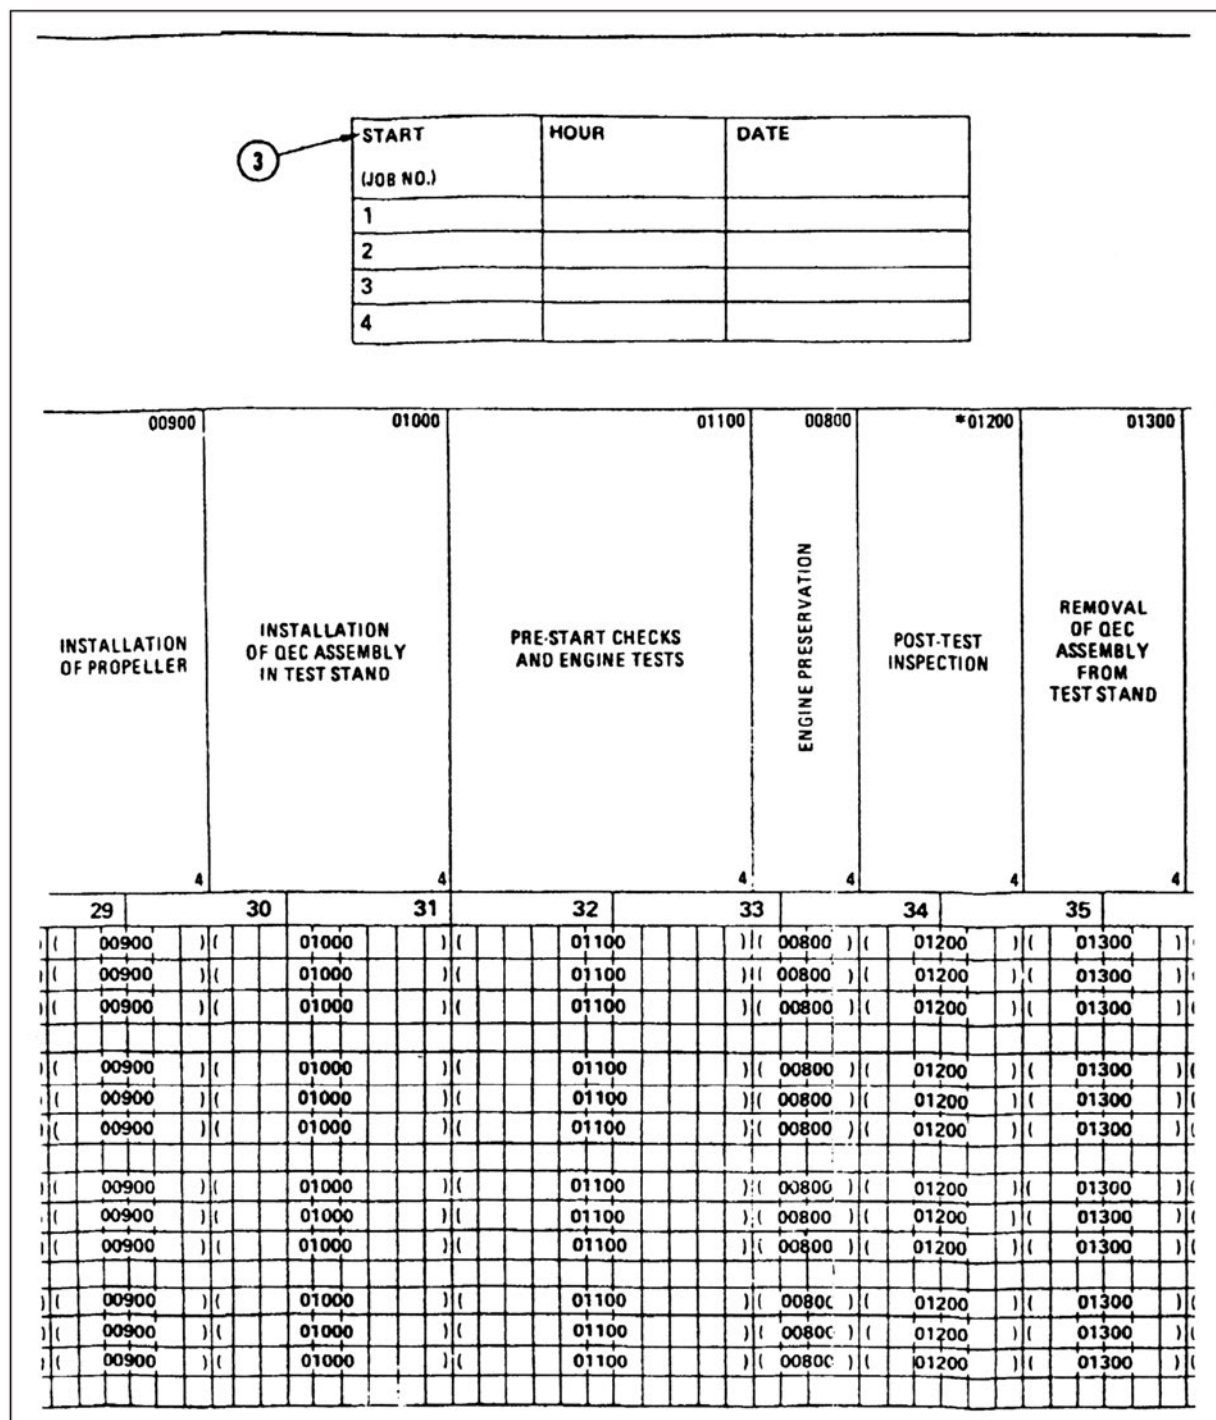 3
START HOUR DATE
(JOB NO.)
1
2
3
4
00900 01000 01100 00800 *01200 01300
INSTALLATION
OF PROPELLER
INSTALLATION
OF QEC ASSEMBLY
IN TEST STAND
PRE-START CHECKS
AND ENGINE TESTS
ENGINE PRESERVATION
POST-TEST
INSPECTION
REMOVAL
OF QEC
ASSEMBLY
FROM
TEST STAND
4 4 4 4 4 4
29 30 31 32 33 34 35
( 00900 ) ( 01000 ) ( 01100 ) ( 00800 ) ( 01200 ) ( 01300 )
( 00900 ) ( 01000 ) ( 01100 ) ( 00800 ) ( 01200 ) ( 01300 )
( 00900 ) ( 01000 ) ( 01100 ) ( 00800 ) ( 01200 ) ( 01300 )
( 00900 ) ( 01000 ) ( 01100 ) ( 00800 ) ( 01200 ) ( 01300 )
( 00900 ) ( 01000 ) ( 01100 ) ( 00800 ) ( 01200 ) ( 01300 )
( 00900 ) ( 01000 ) ( 01100 ) ( 00800 ) ( 01200 ) ( 01300 )
( 00900 ) ( 01000 ) ( 01100 ) ( 00800 ) ( 01200 ) ( 01300 )
( 00900 ) ( 01000 ) ( 01100 ) ( 00800 ) ( 01200 ) ( 01300 )
( 00900 ) ( 01000 ) ( 01100 ) ( 00800 ) ( 01200 ) ( 01300 )
( 00900 ) ( 01000 ) ( 01100 ) ( 00800 ) ( 01200 ) ( 01300 )
( 00900 ) ( 01000 ) ( 01100 ) ( 00800 ) ( 01200 ) ( 01300 )
( 00900 ) ( 01000 ) ( 01100 ) ( 00800 ) ( 01200 ) ( 01300 )